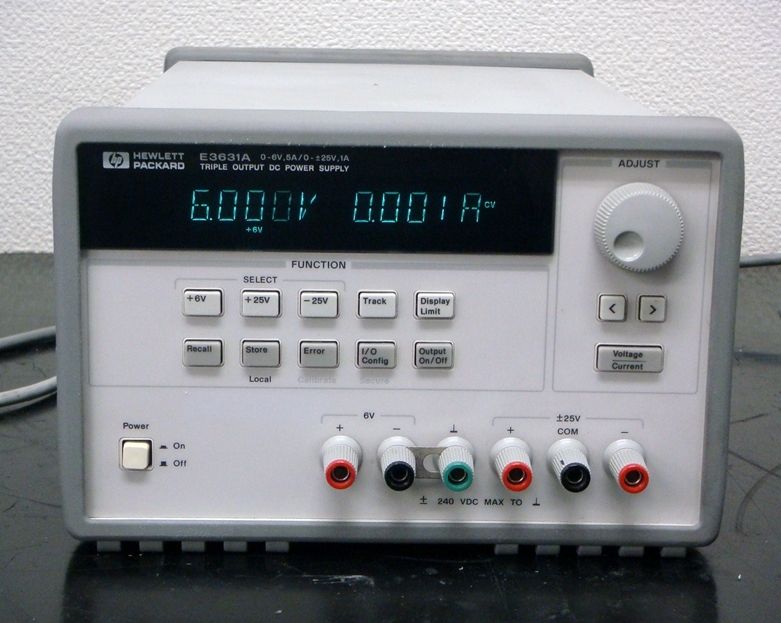 hp HEWLETT PACKARD
E3631A 0-6V,5A/0-±25V,1A
TRIPLE OUTPUT DC POWER SUPPLY
6.000V 0.001A CV
+6V
ADJUST
FUNCTION
SELECT
+6V +25V -25V Track Display Limit
Recall Store Error I/O Config Output On/Off
Local Calibrate Secure
< >
Voltage
Current
Power
On
Off
6V ±25V
+ - ⊥ + COM -
± 240 VDC MAX TO ⊥